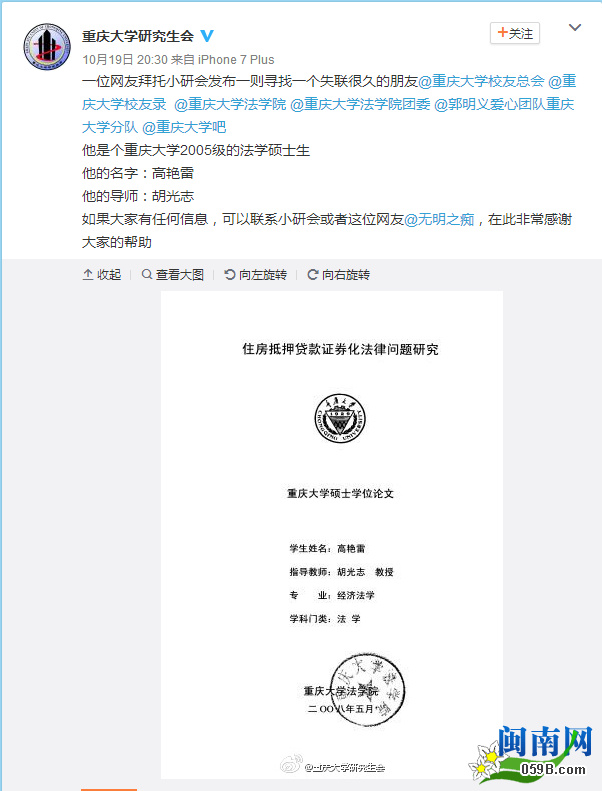 重庆大学研究生会
+关注
10月19日 20:30 来自 iPhone 7 Plus
一位网友拜托小研会发布一则寻找一个失联很久的朋友@重庆大学校友总会 @重
庆大学校友录 @重庆大学法学院 @重庆大学法学院团委 @郭明义爱心团队重庆
大学分队 @重庆大学吧
他是个重庆大学2005级的法学硕士生
他的名字：高艳雷
他的导师：胡光志
如果大家有任何信息，可以联系小研会或者这位网友@无明之痴，在此非常感谢
大家的帮助
收起 查看大图 向左旋转 向右旋转
住房抵押贷款证券化法律问题研究
1929
CHONGQING UNIVERSITY
重庆大学硕士学位论文
学生姓名：高艳雷
指导教师：胡光志 教授
专 业：经济法学
学科门类：法 学
重庆大学法学院
重庆大学法学院
二〇〇八年五月
@重庆大学研究生会
闽南网
059B.com